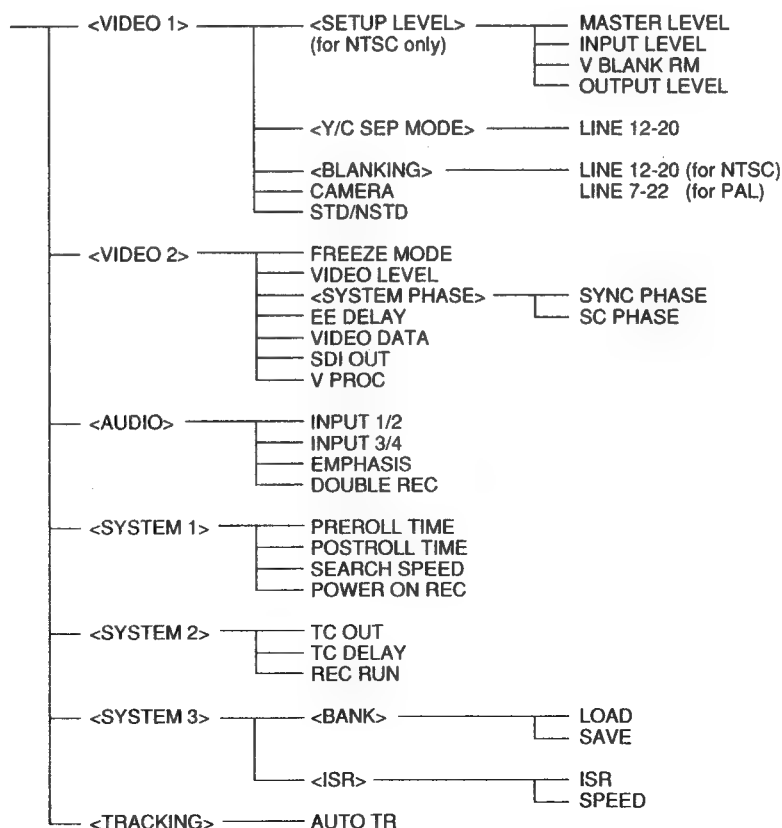 <VIDEO 1> <SETUP LEVEL> MASTER LEVEL
(for NTSC only) INPUT LEVEL
V BLANK RM
OUTPUT LEVEL
<Y/C SEP MODE> LINE 12-20
<BLANKING> LINE 12-20 (for NTSC)
CAMERA LINE 7-22 (for PAL)
STD/NSTD
<VIDEO 2> FREEZE MODE
VIDEO LEVEL
<SYSTEM PHASE> SYNC PHASE
EE DELAY SC PHASE
VIDEO DATA
SDI OUT
V PROC
<AUDIO> INPUT 1/2
INPUT 3/4
EMPHASIS
DOUBLE REC
<SYSTEM 1> PREROLL TIME
POSTROLL TIME
SEARCH SPEED
POWER ON REC
<SYSTEM 2> TC OUT
TC DELAY
REC RUN
<SYSTEM 3> <BANK> LOAD
SAVE
<ISR> ISR
SPEED
<TRACKING> AUTO TR